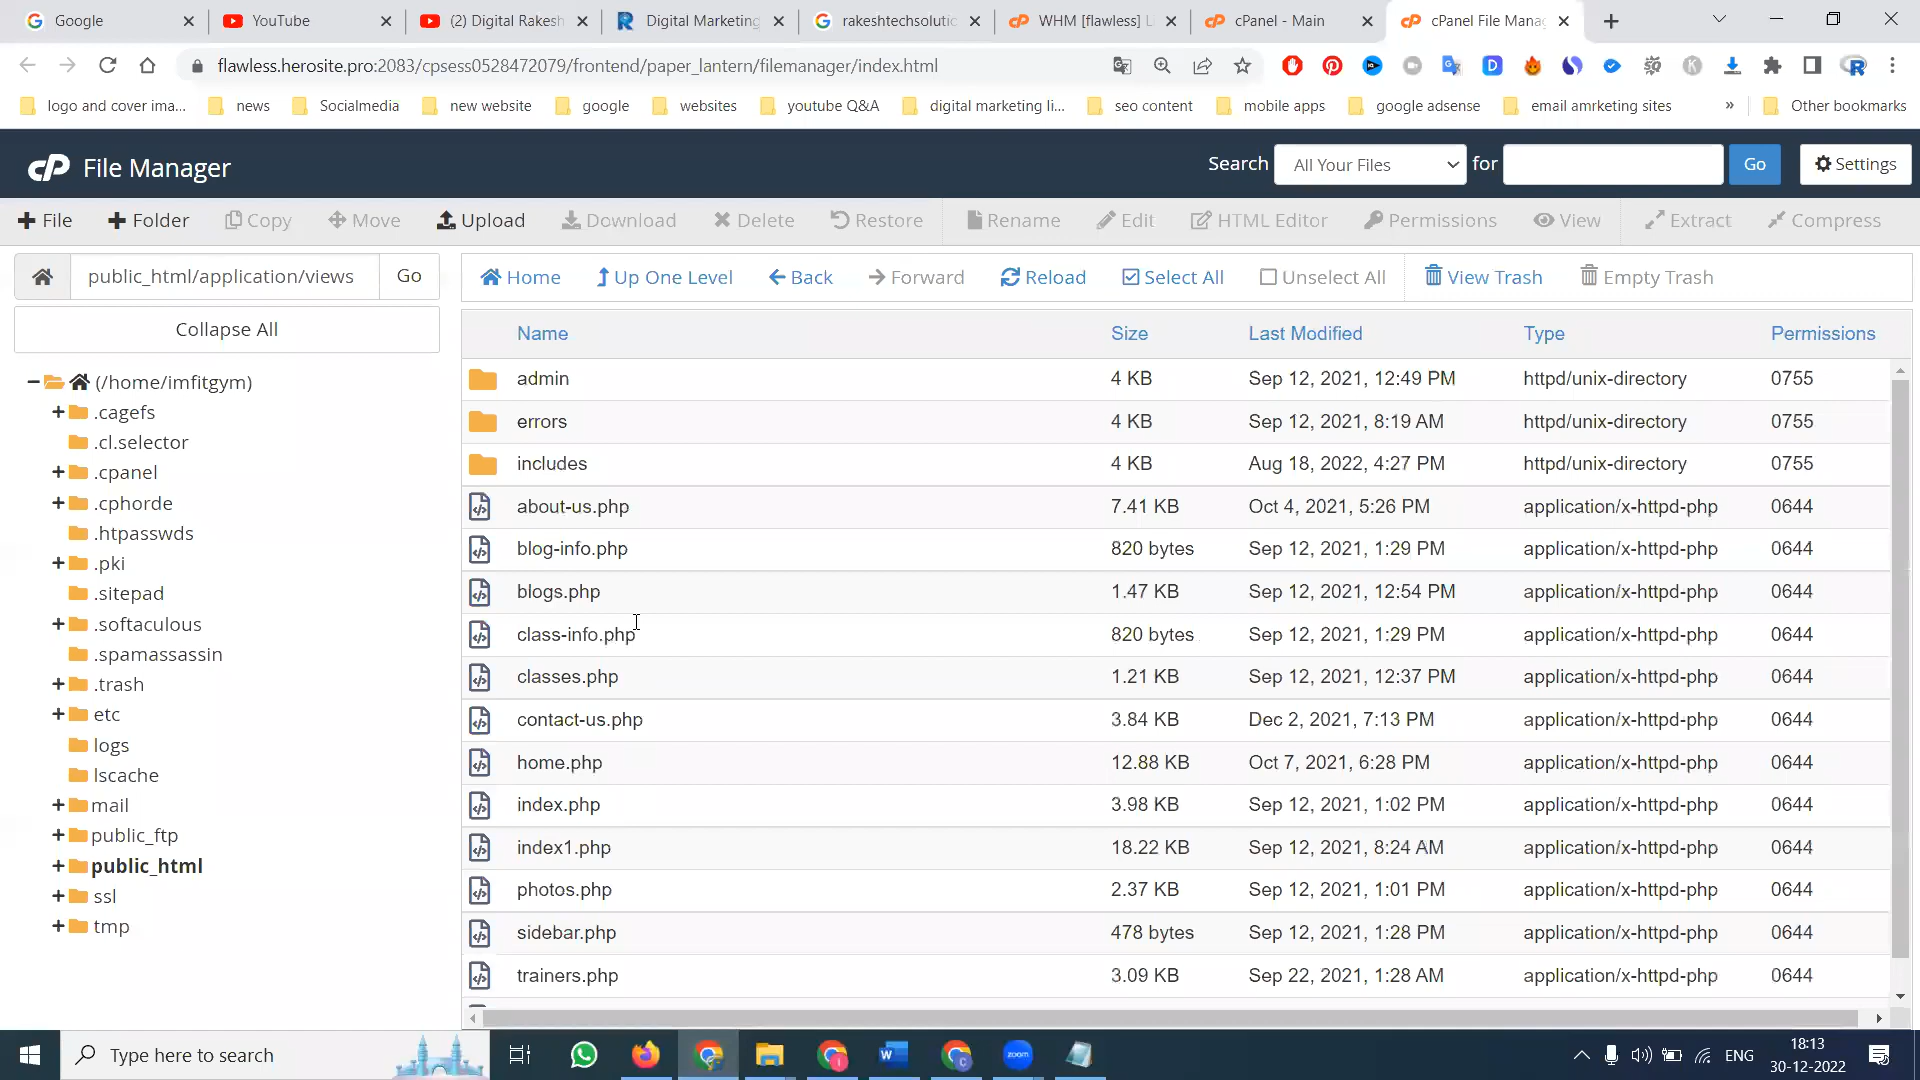 Google
YouTube
(2) Digital Rakesh
Digital Marketing
rakeshtechsolutic
WHM [flawless] L
cPanel - Main
cPanel File Mana
flawless.herosite.pro:2083/cpsess0528472079/frontend/paper_lantern/filemanager/index.html
logo and cover ima... news Socialmedia new website google websites youtube Q&A digital marketing li... seo content mobile apps google adsense email amrketing sites » Other bookmarks
cP File Manager
Search All Your Files for Go Settings
File Folder Copy Move Upload Download Delete Restore Rename Edit HTML Editor Permissions View Extract Compress
public_html/application/views Go
Home Up One Level Back Forward Reload Select All Unselect All View Trash Empty Trash
Collapse All
(/home/imfitgym)
.cagefs
.cl.selector
.cpanel
.cphorde
.htpasswds
.pki
.sitepad
.softaculous
.spamassassin
.trash
etc
logs
lscache
mail
public_ftp
public_html
ssl
tmp
Name Size Last Modified Type Permissions
admin 4 KB Sep 12, 2021, 12:49 PM httpd/unix-directory 0755
errors 4 KB Sep 12, 2021, 8:19 AM httpd/unix-directory 0755
includes 4 KB Aug 18, 2022, 4:27 PM httpd/unix-directory 0755
about-us.php 7.41 KB Oct 4, 2021, 5:26 PM application/x-httpd-php 0644
blog-info.php 820 bytes Sep 12, 2021, 1:29 PM application/x-httpd-php 0644
blogs.php 1.47 KB Sep 12, 2021, 12:54 PM application/x-httpd-php 0644
class-info.php 820 bytes Sep 12, 2021, 1:29 PM application/x-httpd-php 0644
classes.php 1.21 KB Sep 12, 2021, 12:37 PM application/x-httpd-php 0644
contact-us.php 3.84 KB Dec 2, 2021, 7:13 PM application/x-httpd-php 0644
home.php 12.88 KB Oct 7, 2021, 6:28 PM application/x-httpd-php 0644
index.php 3.98 KB Sep 12, 2021, 1:02 PM application/x-httpd-php 0644
index1.php 18.22 KB Sep 12, 2021, 8:24 AM application/x-httpd-php 0644
photos.php 2.37 KB Sep 12, 2021, 1:01 PM application/x-httpd-php 0644
sidebar.php 478 bytes Sep 12, 2021, 1:28 PM application/x-httpd-php 0644
trainers.php 3.09 KB Sep 22, 2021, 1:28 AM application/x-httpd-php 0644
Type here to search
zoom
ENG
18:13
30-12-2022